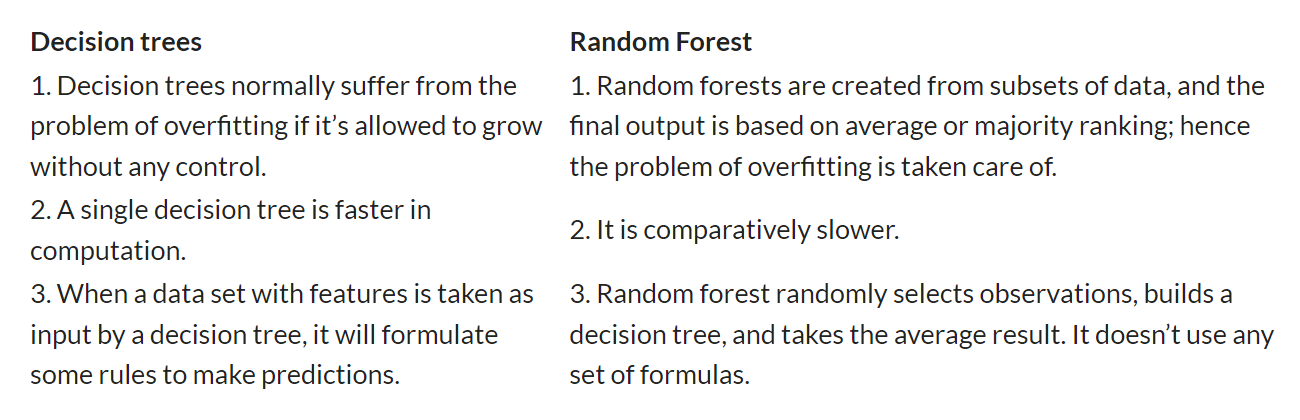 Decision trees
Random Forest
1. Decision trees normally suffer from the
problem of overfitting if it’s allowed to grow
without any control.
1. Random forests are created from subsets of data, and the
final output is based on average or majority ranking; hence
the problem of overfitting is taken care of.
2. A single decision tree is faster in
computation.
2. It is comparatively slower.
3. When a data set with features is taken as
input by a decision tree, it will formulate
some rules to make predictions.
3. Random forest randomly selects observations, builds a
decision tree, and takes the average result. It doesn’t use any
set of formulas.